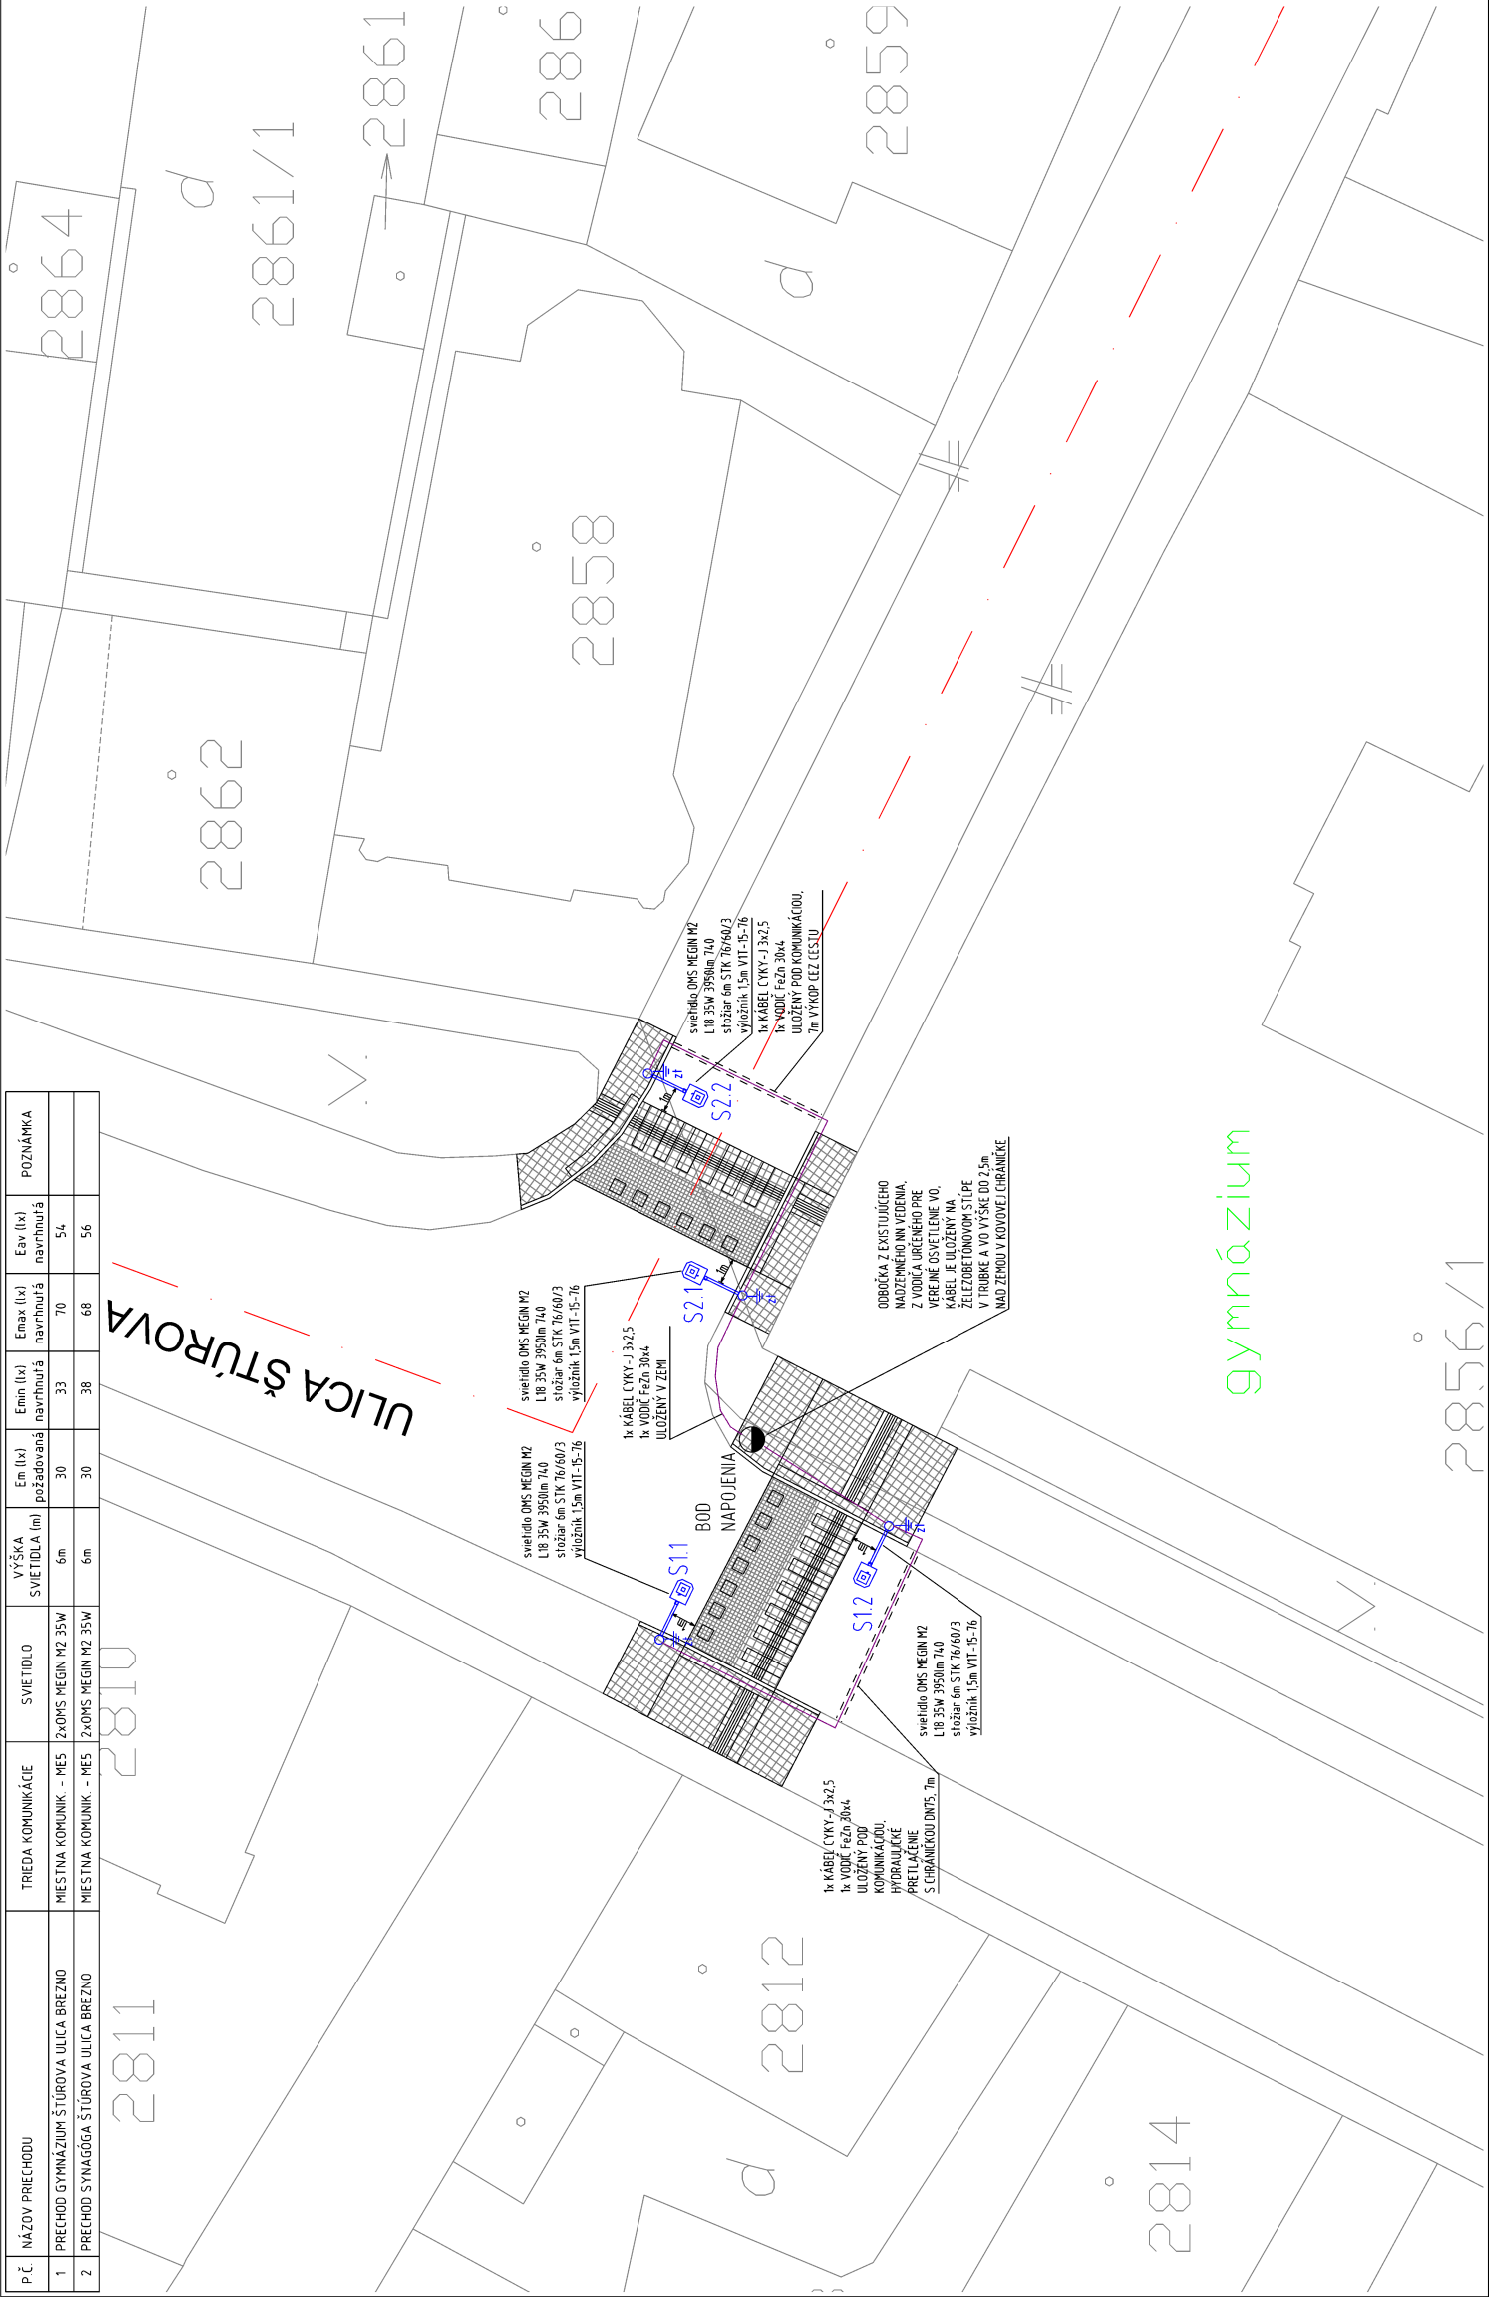 P.Č. NÁZOV PRIECHODU TRIEDA KOMUNIKÁCIE SVIETIDLO VÝŠKA SVIETIDLA (m) Em (lx) požadovaná Emin (lx) navrhnutá Emax (lx) navrhnutá Eav (lx) navrhnutá POZNÁMKA
1 PRECHOD GYMNÁZIUM ŠTÚROVA ULICA BREZNO MIESTNA KOMUNIK. - ME5 2xOMS MEGIN M2 35W 6m 30 33 70 54
2 PRECHOD SYNAGÓGA ŠTÚROVA ULICA BREZNO MIESTNA KOMUNIK. - ME5 2xOMS MEGIN M2 35W 6m 30 38 68 56
2811
2810
ULICA ŠTÚROVA
2864
2861/1
2861
286
2859
2862
2858
d
d
d
2812
2814
2856/1
gymnázium
svietidlo OMS MEGIN M2
L18 35W 3950lm 740
stožiar 6m STK 76/60/3
výložník 1,5m V1T-15-76
S1.1
1m
zt
BOD
NAPOJENIA
svietidlo OMS MEGIN M2
L18 35W 3950lm 740
stožiar 6m STK 76/60/3
výložník 1,5m V1T-15-76
S2.1
1m
zt
1x KÁBEL CYKY-J 3x2,5
1x VODIČ FeZn 30x4
ULOŽENÝ V ZEMI
svietidlo OMS MEGIN M2
L18 35W 3950lm 740
stožiar 6m STK 76/60/3
výložník 1,5m V1T-15-76
S2.2
1m
zt
1x KÁBEL CYKY-J 3x2,5
1x VODIČ FeZn 30x4
ULOŽENÝ POD KOMUNIKÁCIOU,
7m VÝKOP CEZ CESTU
ODBOČKA Z EXISTUJÚCEHO
NADZEMNÉHO NN VEDENIA,
Z VODIČA URČENÉHO PRE
VEREJNÉ OSVETLENIE VO,
KÁBEL JE ULOŽENÝ NA
ŽELEZOBETÓNOVOM STĹPE
V TRUBKE A VO VÝŠKE DO 2,5m
NAD ZEMOU V KOVOVEJ CHRÁNIČKE
S1.2
1m
zt
svietidlo OMS MEGIN M2
L18 35W 3950lm 740
stožiar 6m STK 76/60/3
výložník 1,5m V1T-15-76
1x KÁBEL CYKY-J 3x2,5
1x VODIČ FeZn 30x4
ULOŽENÝ POD
KOMUNIKÁCIOU,
HYDRAULICKÉ
PRETLAČENIE
S CHRÁNIČKOU DN75, 7m